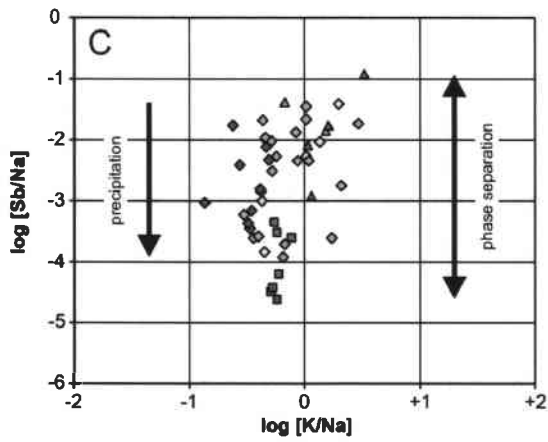 C
0
-1
-2
-3
-4
-5
-6
log [Sb/Na]
precipitation
phase separation
-2
-1
0
+1
+2
log [K/Na]